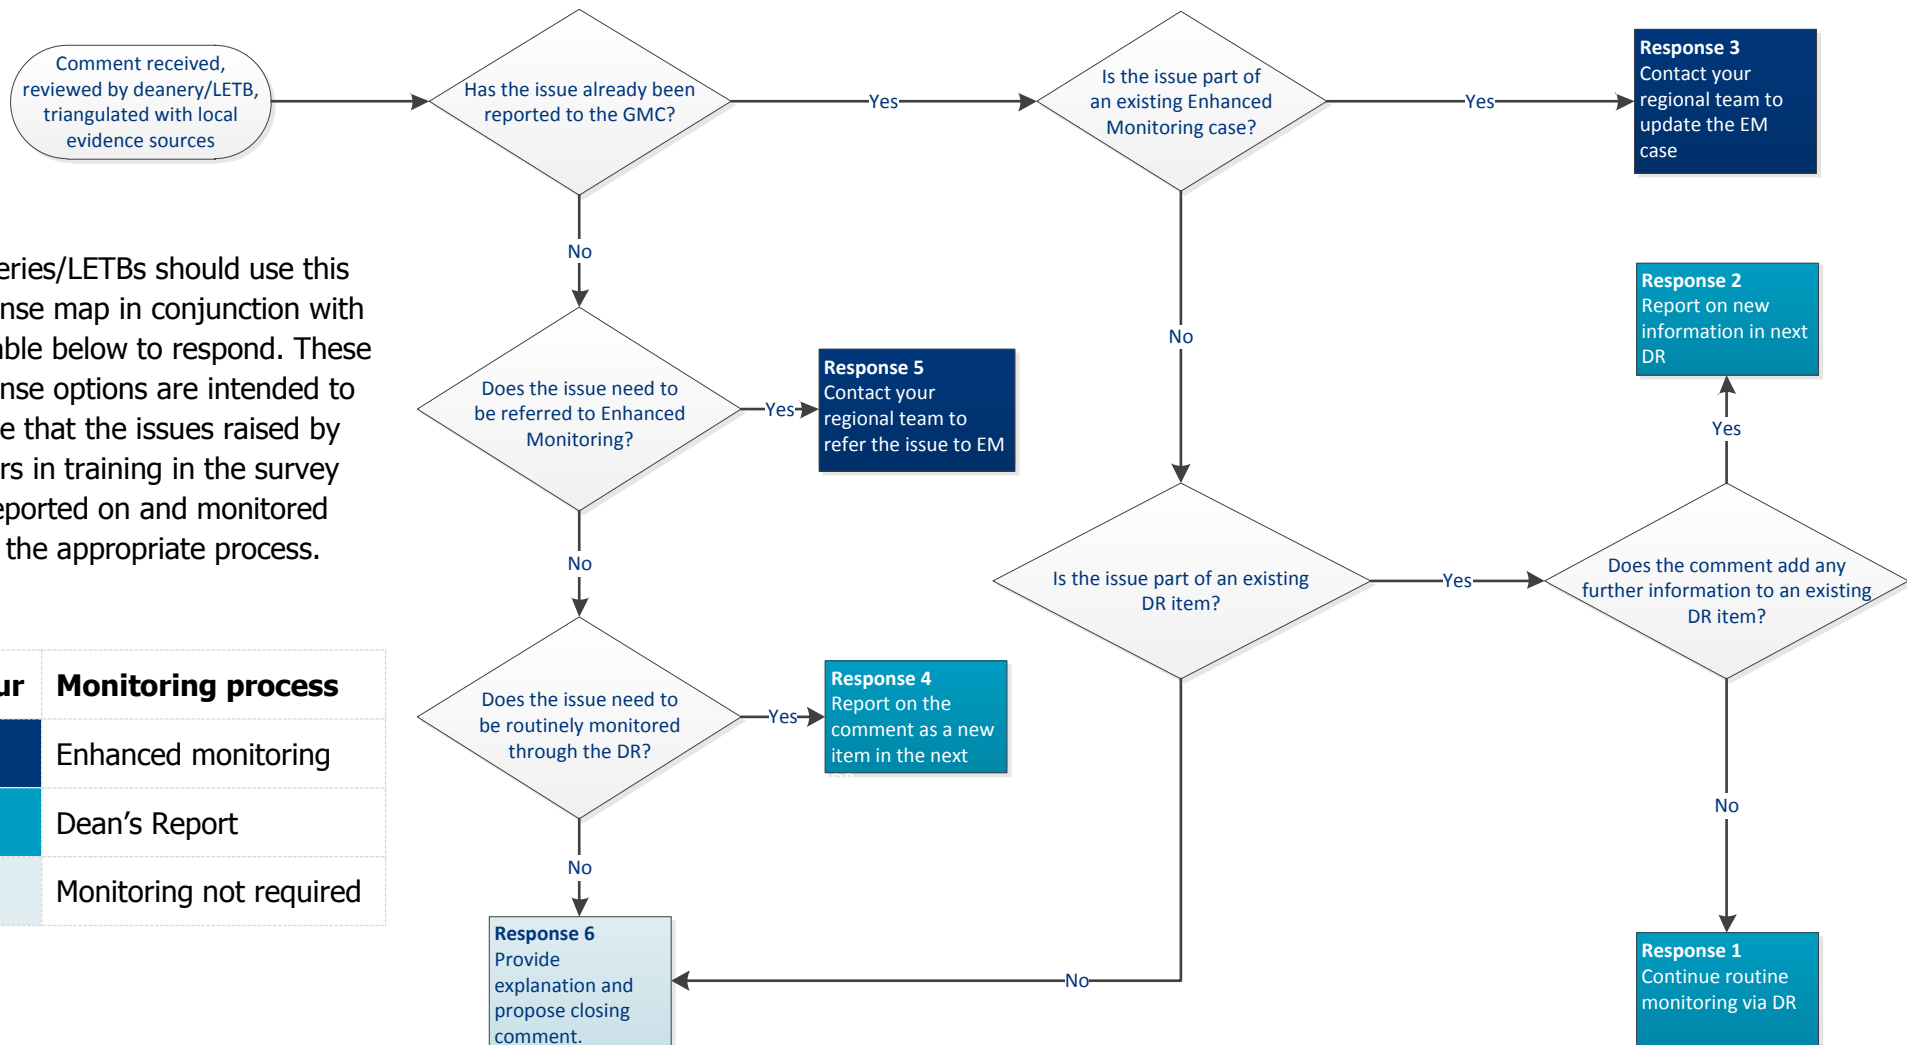 Comment received,
reviewed by deanery/LETB,
triangulated with local
evidence sources
Has the issue already been
reported to the GMC?
Yes
Is the issue part of
an existing Enhanced
Monitoring case?
Yes
Response 3
Contact your
regional team to
update the EM
case
No
No
eries/LETBs should use this
nse map in conjunction with
able below to respond. These
nse options are intended to
e that the issues raised by
rs in training in the survey
eported on and monitored
the appropriate process.
Does the issue need to
be referred to Enhanced
Monitoring?
Yes
Response 5
Contact your
regional team to
refer the issue to EM
Response 2
Report on new
information in next
DR
Yes
No
Is the issue part of an existing
DR item?
Yes
Does the comment add any
further information to an existing
DR item?
ur Monitoring process
Enhanced monitoring
Dean's Report
Monitoring not required
Does the issue need to
be routinely monitored
through the DR?
Yes
Response 4
Report on the
comment as a new
item in the next
No
No
Response 6
Provide
explanation and
propose closing
comment.
No
Response 1
Continue routine
monitoring via DR